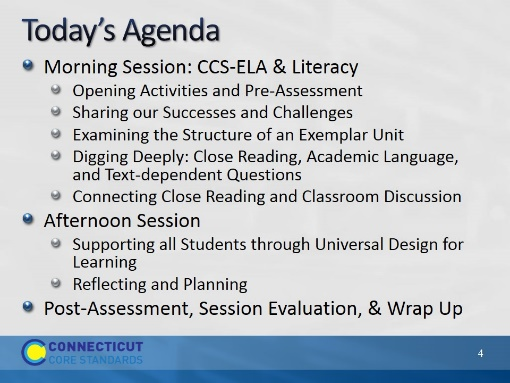 Today's Agenda
Morning Session: CCS-ELA & Literacy
Opening Activities and Pre-Assessment
Sharing our Successes and Challenges
Examining the Structure of an Exemplar Unit
Digging Deeply: Close Reading, Academic Language,
and Text-dependent Questions
Connecting Close Reading and Classroom Discussion
Afternoon Session
Supporting all Students through Universal Design for
Learning
Reflecting and Planning
Post-Assessment, Session Evaluation, & Wrap Up
CONNECTICUT
CORE STANDARDS
4